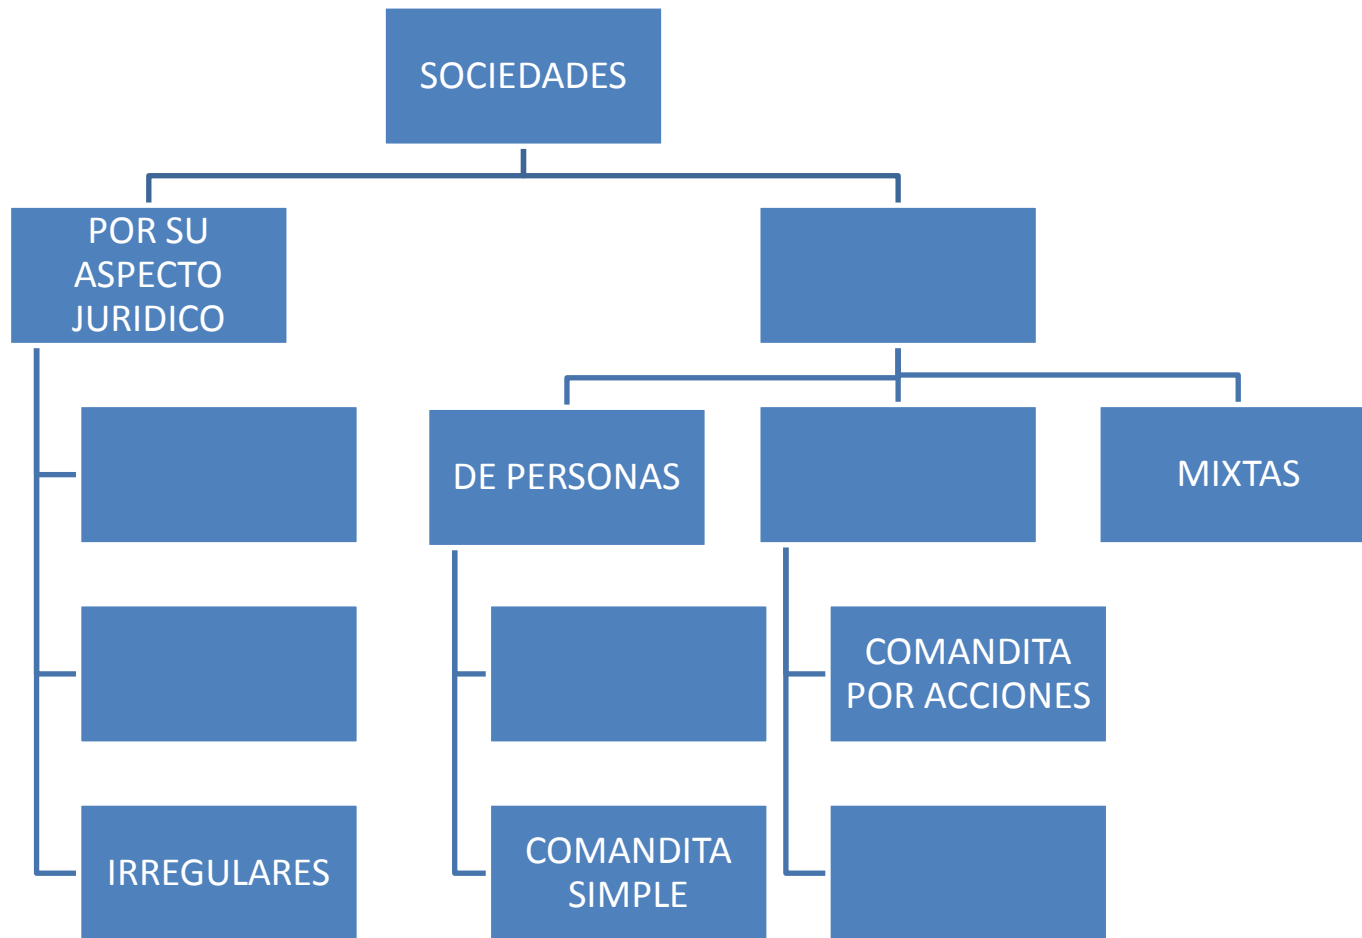 SOCIEDADES
POR SU
ASPECTO
JURIDICO
DE PERSONAS
MIXTAS
COMANDITA
POR ACCIONES
IRREGULARES
COMANDITA
SIMPLE